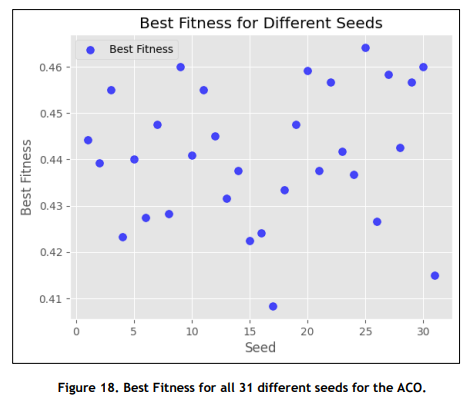 Best Fitness for Different Seeds
Best Fitness
0.46
0.45
0.44
0.43
0.42
0.41
Best Fitness
0
5
10
15
20
25
30
Seed
Figure 18. Best Fitness for all 31 different seeds for the ACO.